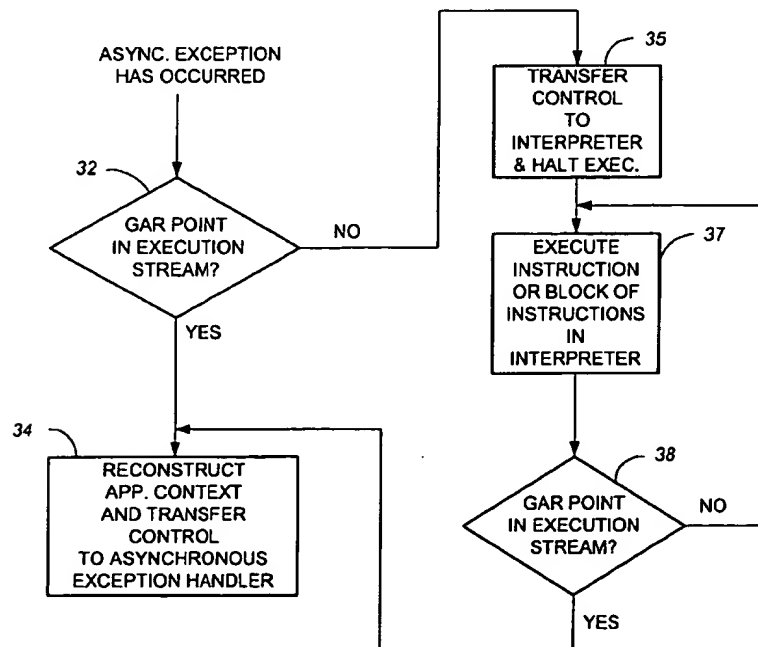 ASYNC. EXCEPTION
HAS OCCURRED
32
GAR POINT
IN EXECUTION
STREAM?
NO
YES
34
RECONSTRUCT
APP. CONTEXT
AND TRANSFER
CONTROL
TO ASYNCHRONOUS
EXCEPTION HANDLER
35
TRANSFER
CONTROL
TO
INTERPRETER
& HALT EXEC.
37
EXECUTE
INSTRUCTION
OR BLOCK OF
INSTRUCTIONS
IN
INTERPRETER
38
GAR POINT
IN EXECUTION
STREAM?
NO
YES